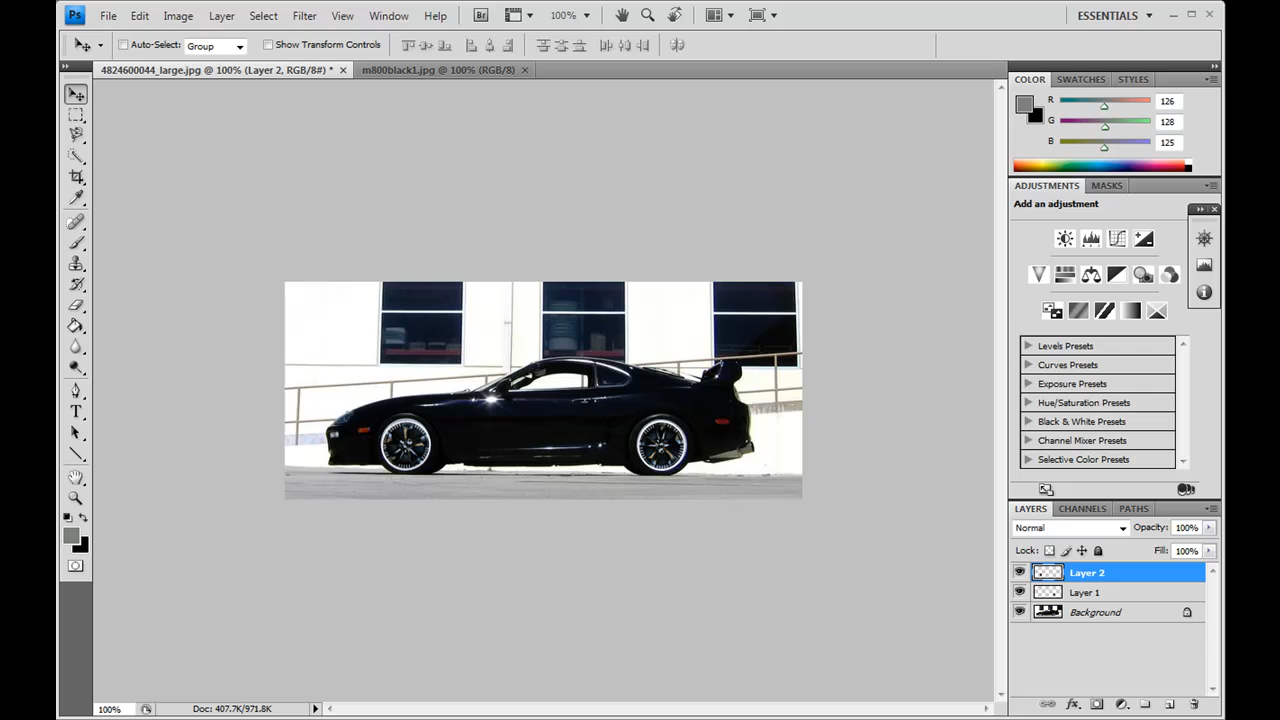 Ps File Edit Image Layer Select Filter View Window Help Br 100% ESSENTIALS
Auto-Select: Group Show Transform Controls
4824600044_large.jpg @ 100% (Layer 2, RGB/8#) * m800black1.jpg @ 100% (RGB/8)
COLOR SWATCHES STYLES
R 126
G 128
B 125
ADJUSTMENTS MASKS
Add an adjustment
Levels Presets
Curves Presets
Exposure Presets
Hue/Saturation Presets
Black & White Presets
Channel Mixer Presets
Selective Color Presets
LAYERS CHANNELS PATHS
Normal Opacity: 100%
Lock: Fill: 100%
Layer 2
Layer 1
Background
100% Doc: 407.7K/971.8K